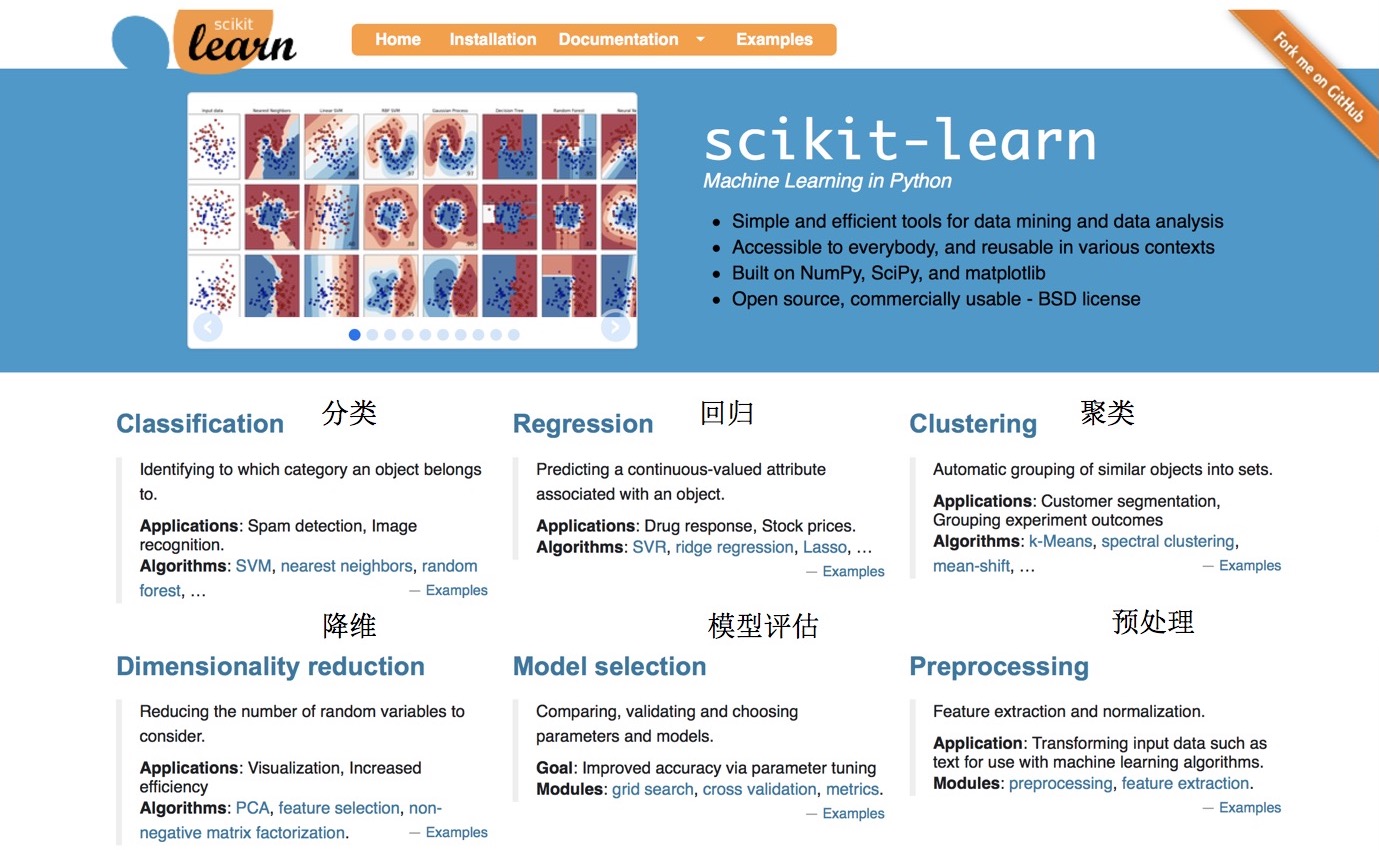 scikit
learn
Home Installation Documentation Examples
Fork me on GitHub
Input data Nearest Neighbors Linear SVM RBF SVM Gaussian Process Decision Tree Random Forest
scikit-learn
Machine Learning in Python
Simple and efficient tools for data mining and data analysis
Accessible to everybody, and reusable in various contexts
Built on NumPy, SciPy, and matplotlib
Open source, commercially usable - BSD license
Classification 分类
Identifying to which category an object belongs
to.
Applications: Spam detection, Image
recognition.
Algorithms: SVM, nearest neighbors, random
forest, …
— Examples
Regression 回归
Predicting a continuous-valued attribute
associated with an object.
Applications: Drug response, Stock prices.
Algorithms: SVR, ridge regression, Lasso, …
— Examples
Clustering 聚类
Automatic grouping of similar objects into sets.
Applications: Customer segmentation,
Grouping experiment outcomes
Algorithms: k-Means, spectral clustering,
mean-shift, …
— Examples
降维
Dimensionality reduction
Reducing the number of random variables to
consider.
Applications: Visualization, Increased
efficiency
Algorithms: PCA, feature selection, non-
negative matrix factorization.
— Examples
模型评估
Model selection
Comparing, validating and choosing
parameters and models.
Goal: Improved accuracy via parameter tuning
Modules: grid search, cross validation, metrics.
— Examples
预处理
Preprocessing
Feature extraction and normalization.
Application: Transforming input data such as
text for use with machine learning algorithms.
Modules: preprocessing, feature extraction.
— Examples